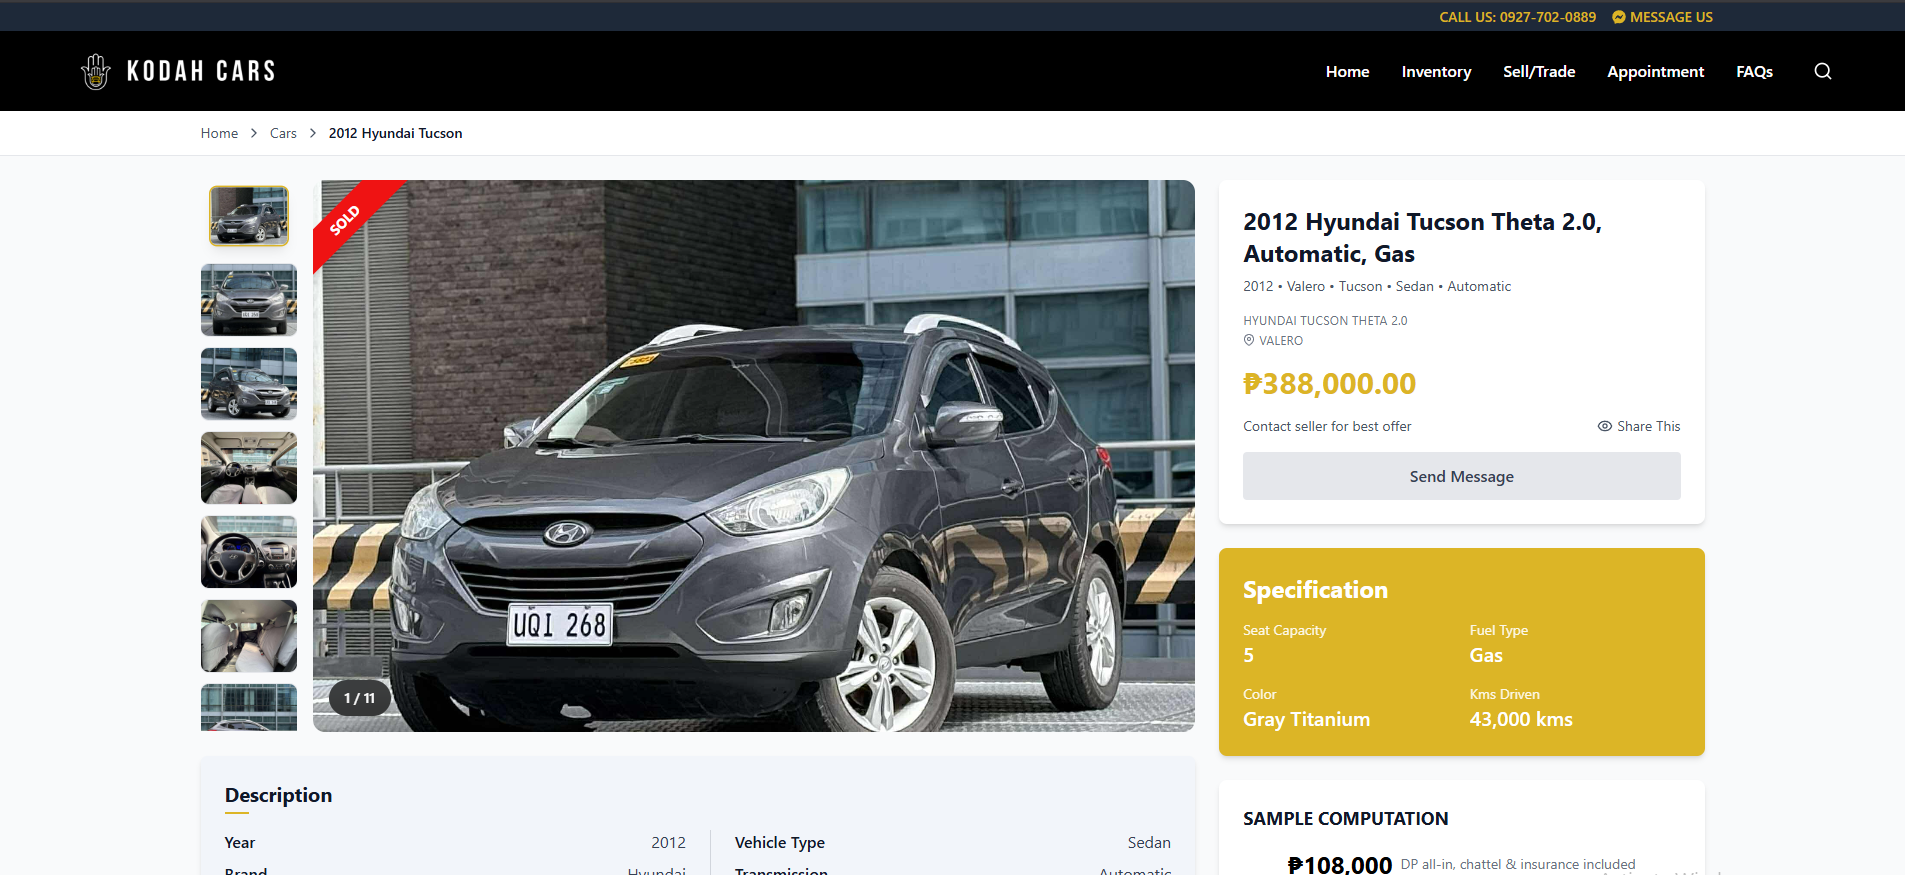 CALL US: 0927-702-0889 MESSAGE US
KODAH CARS
Home Inventory Sell/Trade Appointment FAQs
Home > Cars > 2012 Hyundai Tucson
SOLD
UQI 268
1 / 11
2012 Hyundai Tucson Theta 2.0,
Automatic, Gas
2012 • Valero • Tucson • Sedan • Automatic
HYUNDAI TUCSON THETA 2.0
VALERO
₱388,000.00
Contact seller for best offer Share This
Send Message
Specification
Seat Capacity Fuel Type
5 Gas
Color Kms Driven
Gray Titanium 43,000 kms
Description
Year 2012 Vehicle Type Sedan
Brand Hyundai Transmission Automatic
SAMPLE COMPUTATION
₱108,000 DP all-in, chattel & insurance included